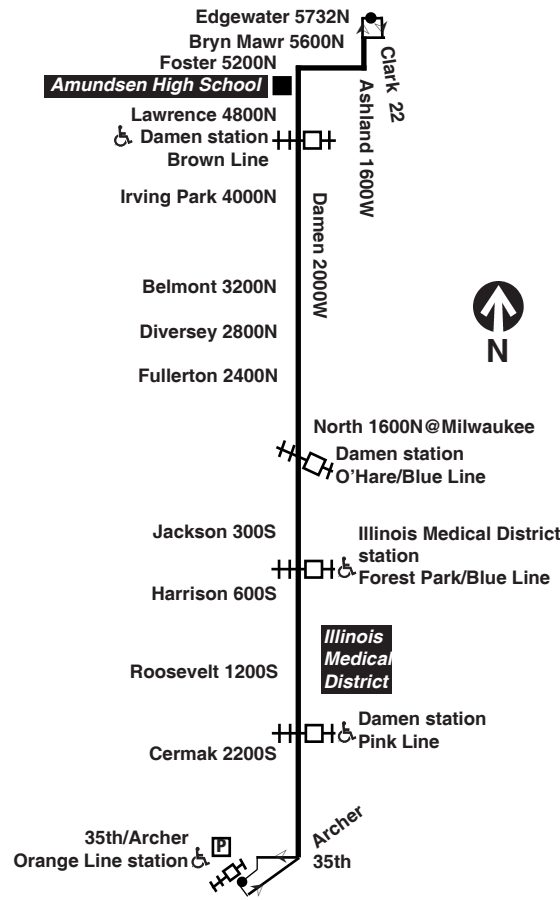 Edgewater 5732N
Bryn Mawr 5600N
Foster 5200N
Clark 22
Amundsen High School
Ashland 1600W
Lawrence 4800N
Damen station
Brown Line
Irving Park 4000N
Damen 2000W
Belmont 3200N
Diversey 2800N
N
Fullerton 2400N
North 1600N@Milwaukee
Damen station
O'Hare/Blue Line
Jackson 300S
Illinois Medical District
station
Forest Park/Blue Line
Harrison 600S
Illinois
Medical
District
Roosevelt 1200S
Damen station
Pink Line
Cermak 2200S
Archer
35th
35th/Archer
P
Orange Line station